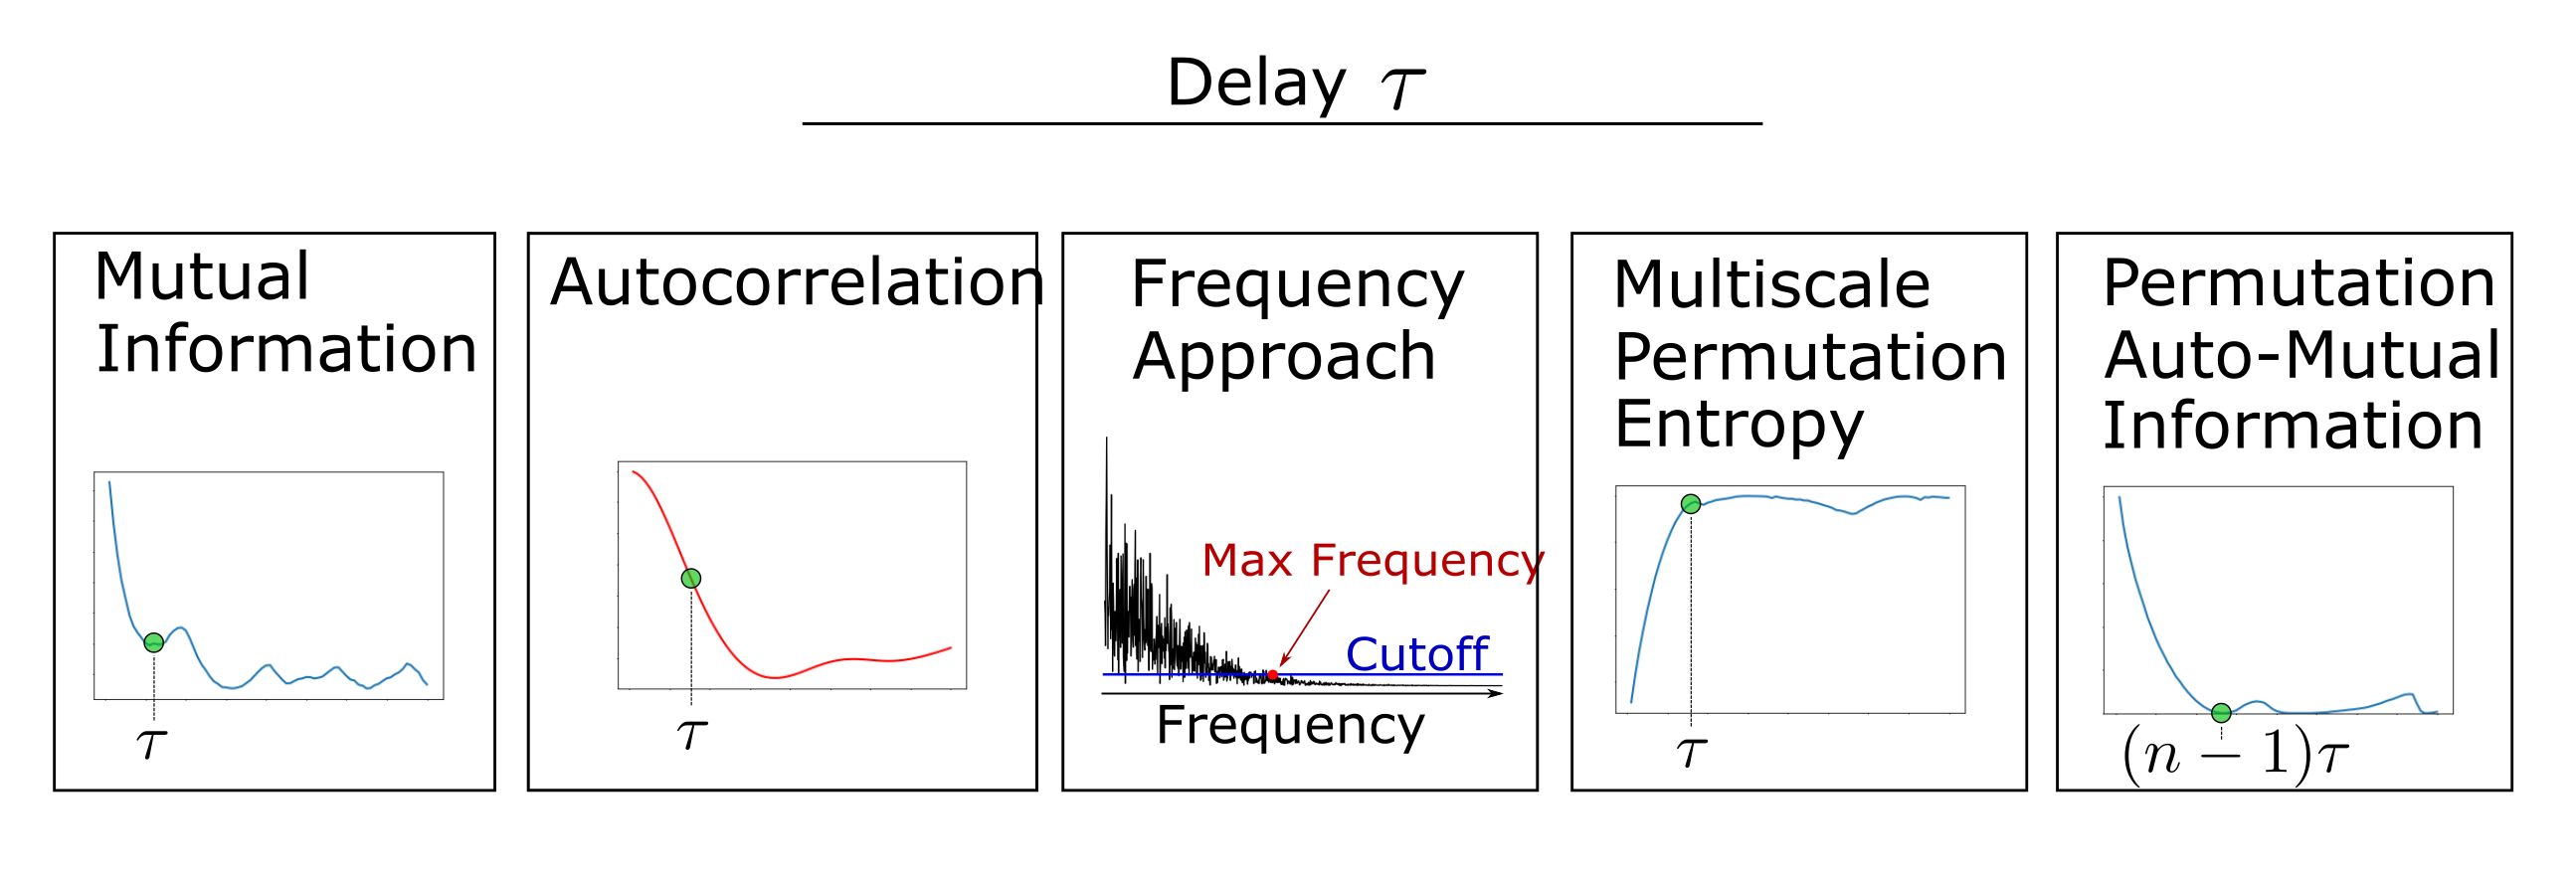 Delay τ
Mutual
Information
τ
Autocorrelation
τ
Frequency
Approach
Max Frequency
Cutoff
Frequency
Multiscale
Permutation
Entropy
τ
Permutation
Auto-Mutual
Information
(n − 1)τ